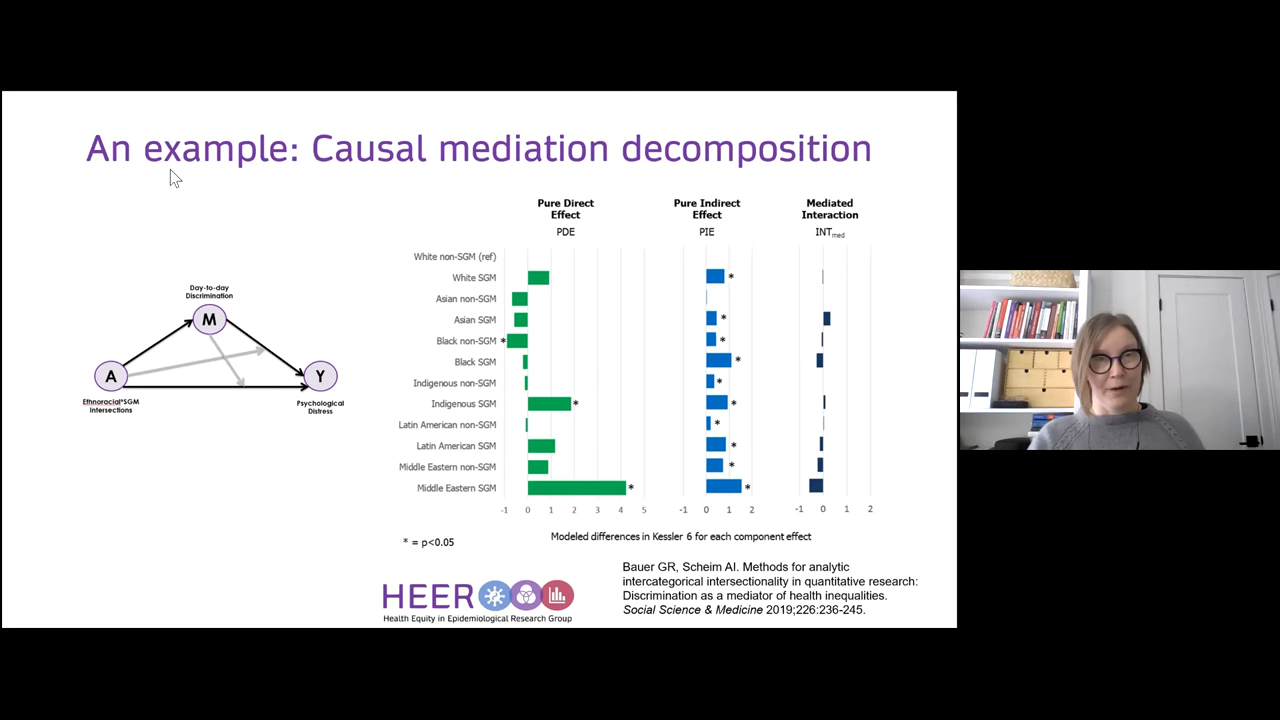 An example: Causal mediation decomposition
Pure Direct
Effect
PDE
Pure Indirect
Effect
PIE
Mediated
Interaction
INTmed
Day-to-day
Discrimination
M
A
Y
Ethnoracial*SGM
Intersections
Psychological
Distress
White non-SGM (ref)
White SGM
*
Asian non-SGM
Asian SGM
*
Black non-SGM
* *
Black SGM
*
Indigenous non-SGM
*
Indigenous SGM
* *
Latin American non-SGM
*
Latin American SGM
*
Middle Eastern non-SGM
*
Middle Eastern SGM
* *
-1 0 1 2 3 4 5
-1 0 1 2
-1 0 1 2
* = p<0.05
Modeled differences in Kessler 6 for each component effect
Bauer GR, Scheim AI. Methods for analytic
intercategorical intersectionality in quantitative research:
Discrimination as a mediator of health inequalities.
Social Science & Medicine 2019;226:236-245.
HEER
Health Equity in Epidemiological Research Group